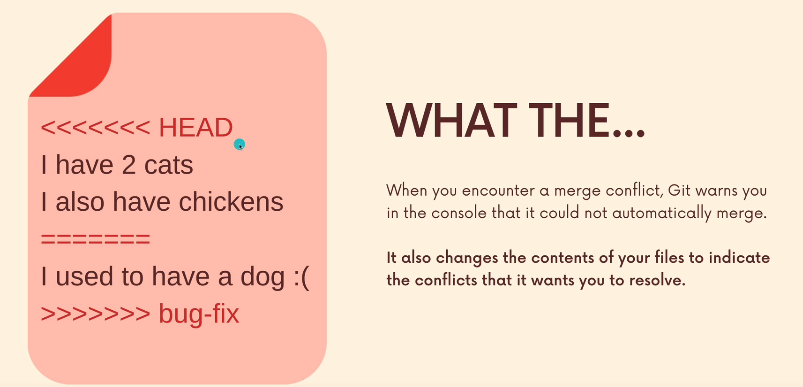 <<<<<<< HEAD
I have 2 cats
I also have chickens
=======
I used to have a dog :(
>>>>>>> bug-fix
WHAT THE...
When you encounter a merge conflict, Git warns you
in the console that it could not automatically merge.
It also changes the contents of your files to indicate
the conflicts that it wants you to resolve.